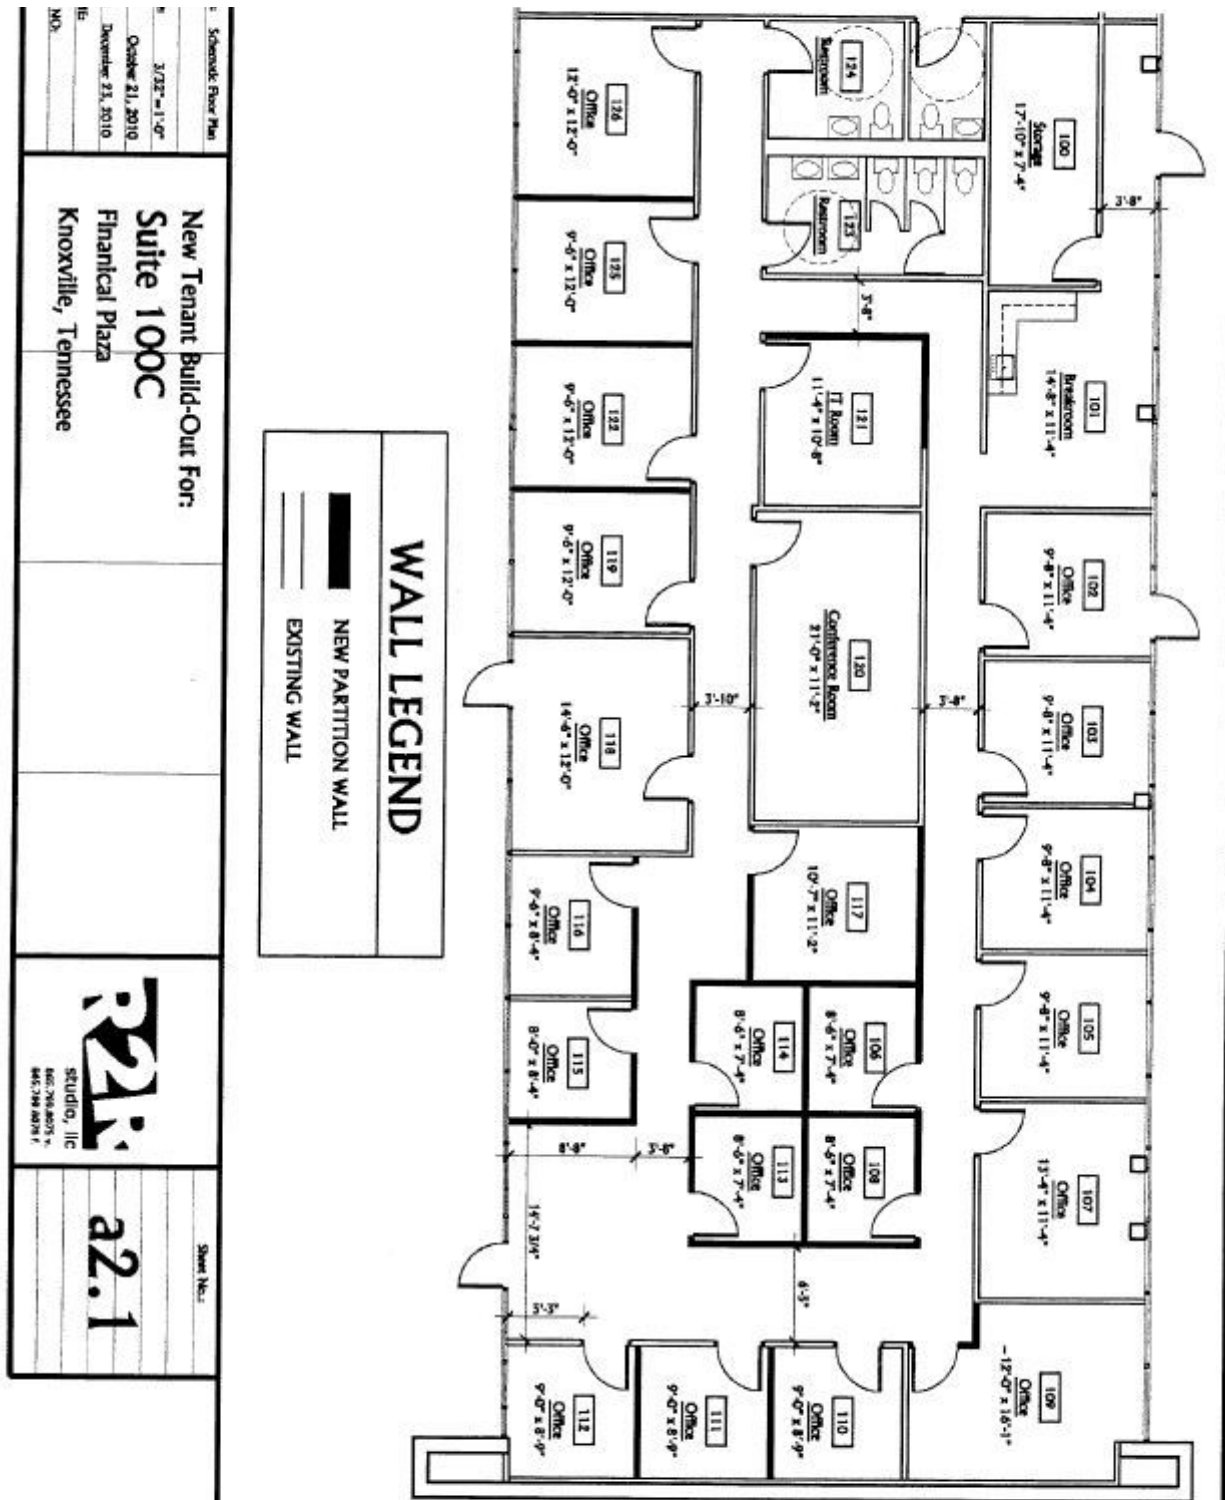 100
Storage
17'-10" x 7'-4"
3'-8"
124
Restroom
126
Office
12'-0" x 12'-0"
123
Restroom
125
Office
9'-6" x 12'-0"
3'-8"
101
Breakroom
14'-8" x 11'-4"
121
IT Room
11'-4" x 10'-8"
122
Office
9'-6" x 12'-0"
102
Office
9'-8" x 11'-4"
119
Office
9'-6" x 12'-0"
120
Conference Room
21'-0" x 11'-2"
103
Office
9'-8" x 11'-4"
3'-8"
3'-10"
118
Office
14'-6" x 12'-0"
104
Office
9'-8" x 11'-4"
117
Office
10'-7" x 11'-2"
116
Office
9'-6" x 8'-4"
105
Office
9'-8" x 11'-4"
106
Office
8'-6" x 7'-4"
114
Office
8'-6" x 7'-4"
115
Office
8'-0" x 8'-4"
107
Office
13'-4" x 11'-4"
108
Office
8'-6" x 7'-4"
113
Office
8'-6" x 7'-4"
8'-8"
14'-7 3/4"
6'-3"
109
Office
~12'-0" x 16'-1"
110
Office
9'-0" x 8'-9"
111
Office
9'-0" x 8'-9"
112
Office
9'-0" x 8'-9"
WALL LEGEND
NEW PARTITION WALL
EXISTING WALL
Schematic Floor Plan
3/32" = 1'-0"
October 21, 2010
December 23, 2010
NO:
New Tenant Build-Out For:
Suite 100C
Finanical Plaza
Knoxville, Tennessee
R2R
studio, llc
Sheet No.:
a2.1